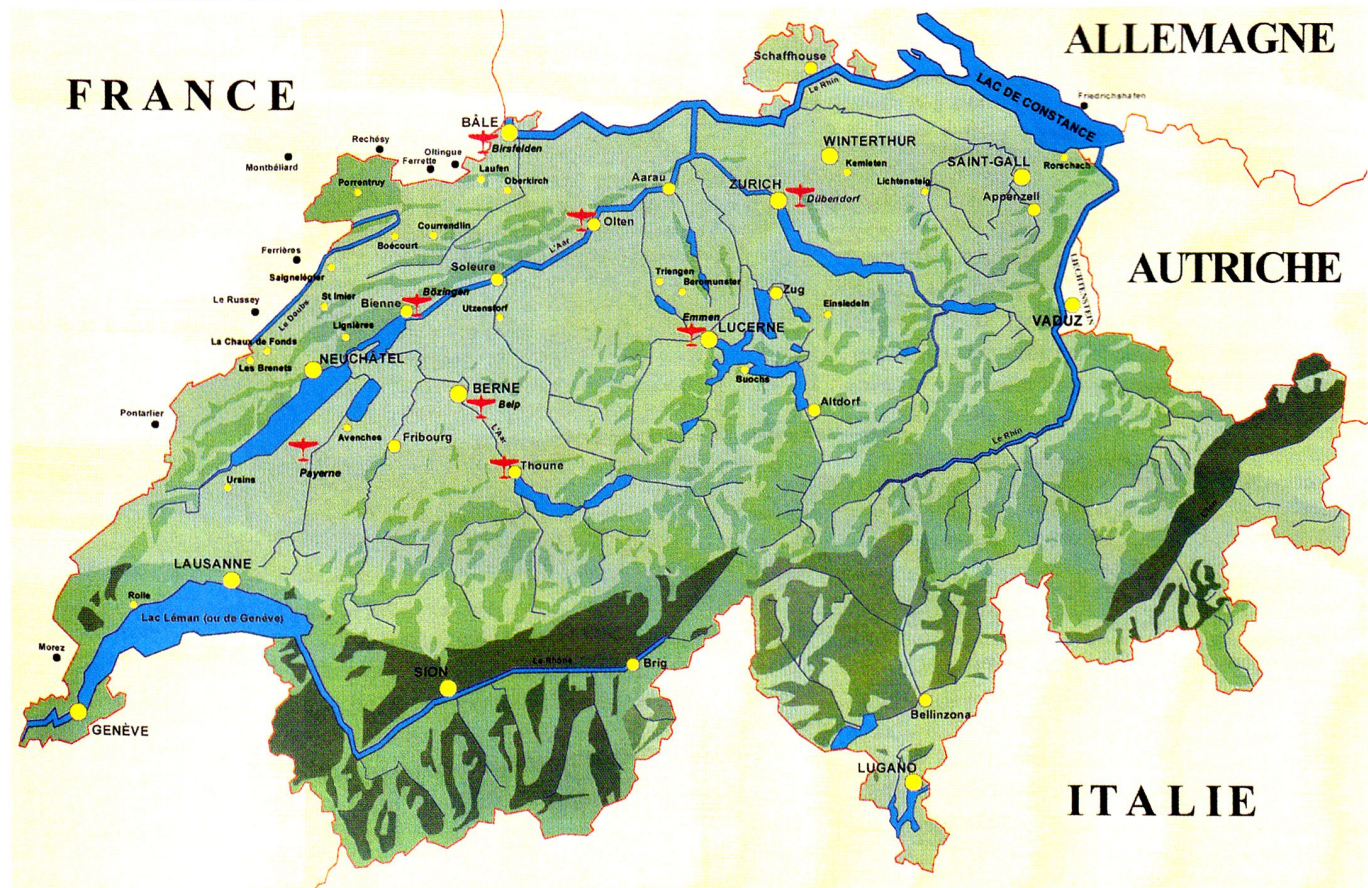 ALLEMAGNE
FRANCE
Schaffhouse
Le Rhin
LAC DE CONSTANCE
Friedrichshafen
BÂLE
Birsfelden
Rechésy
Oltingue
Ferrette
Montbéliard
Laufen
Oberkirch
Porrentruy
WINTERTHUR
Kemleten
SAINT-GALL
Rorschach
Lichtensteig
Appenzell
Aarau
ZURICH
Dübendorf
Olten
L'Aar
Courrendlin
Boécourt
Ferrières
Saignelégier
Soleure
AUTRICHE
LIECHTENSTEIN
VADUZ
Triengen
Beromunster
Zug
Einsiedeln
Le Russey
Le Doubs
St Imier
Bienne
Bözingen
Utzensdorf
Lignières
Emmen
LUCERNE
La Chaux de Fonds
Les Brenets
NEUCHÂTEL
Buochs
BERNE
Belp
Altdorf
Pontarlier
Avenches
Fribourg
L'Aar
Le Rhin
Payerne
Thoune
Ursins
LAUSANNE
Rolle
Lac Léman (ou de Genève)
Morez
SION
Le Rhône
Brig
GENÈVE
Bellinzona
LUGANO
ITALIE